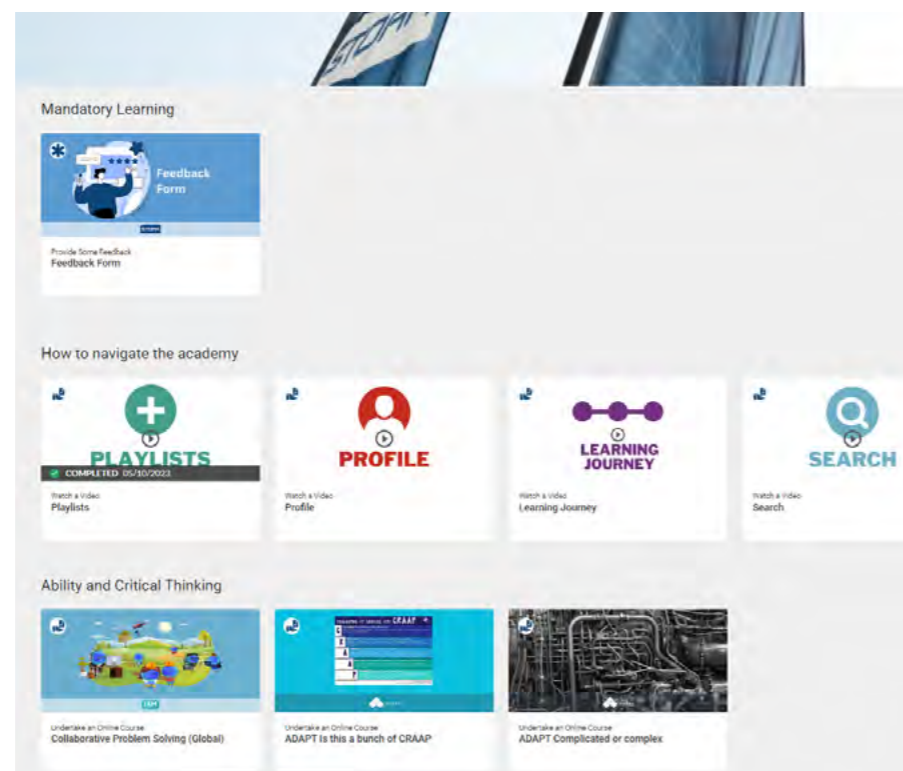 STORM
Mandatory Learning
Feedback
Form
Provide Some Feedback
Feedback Form
How to navigate the academy
PLAYLISTS
COMPLETED 05/10/2023
Watch a Video
Playlists
PROFILE
Watch a Video
Profile
LEARNING
JOURNEY
Watch a Video
Learning Journey
SEARCH
Watch a Video
Search
Ability and Critical Thinking
Undertake an Online Course
Collaborative Problem Solving (Global)
CRAAP
Undertake an Online Course
ADAPT Is this a bunch of CRAAP
Undertake an Online Course
ADAPT Complicated or complex